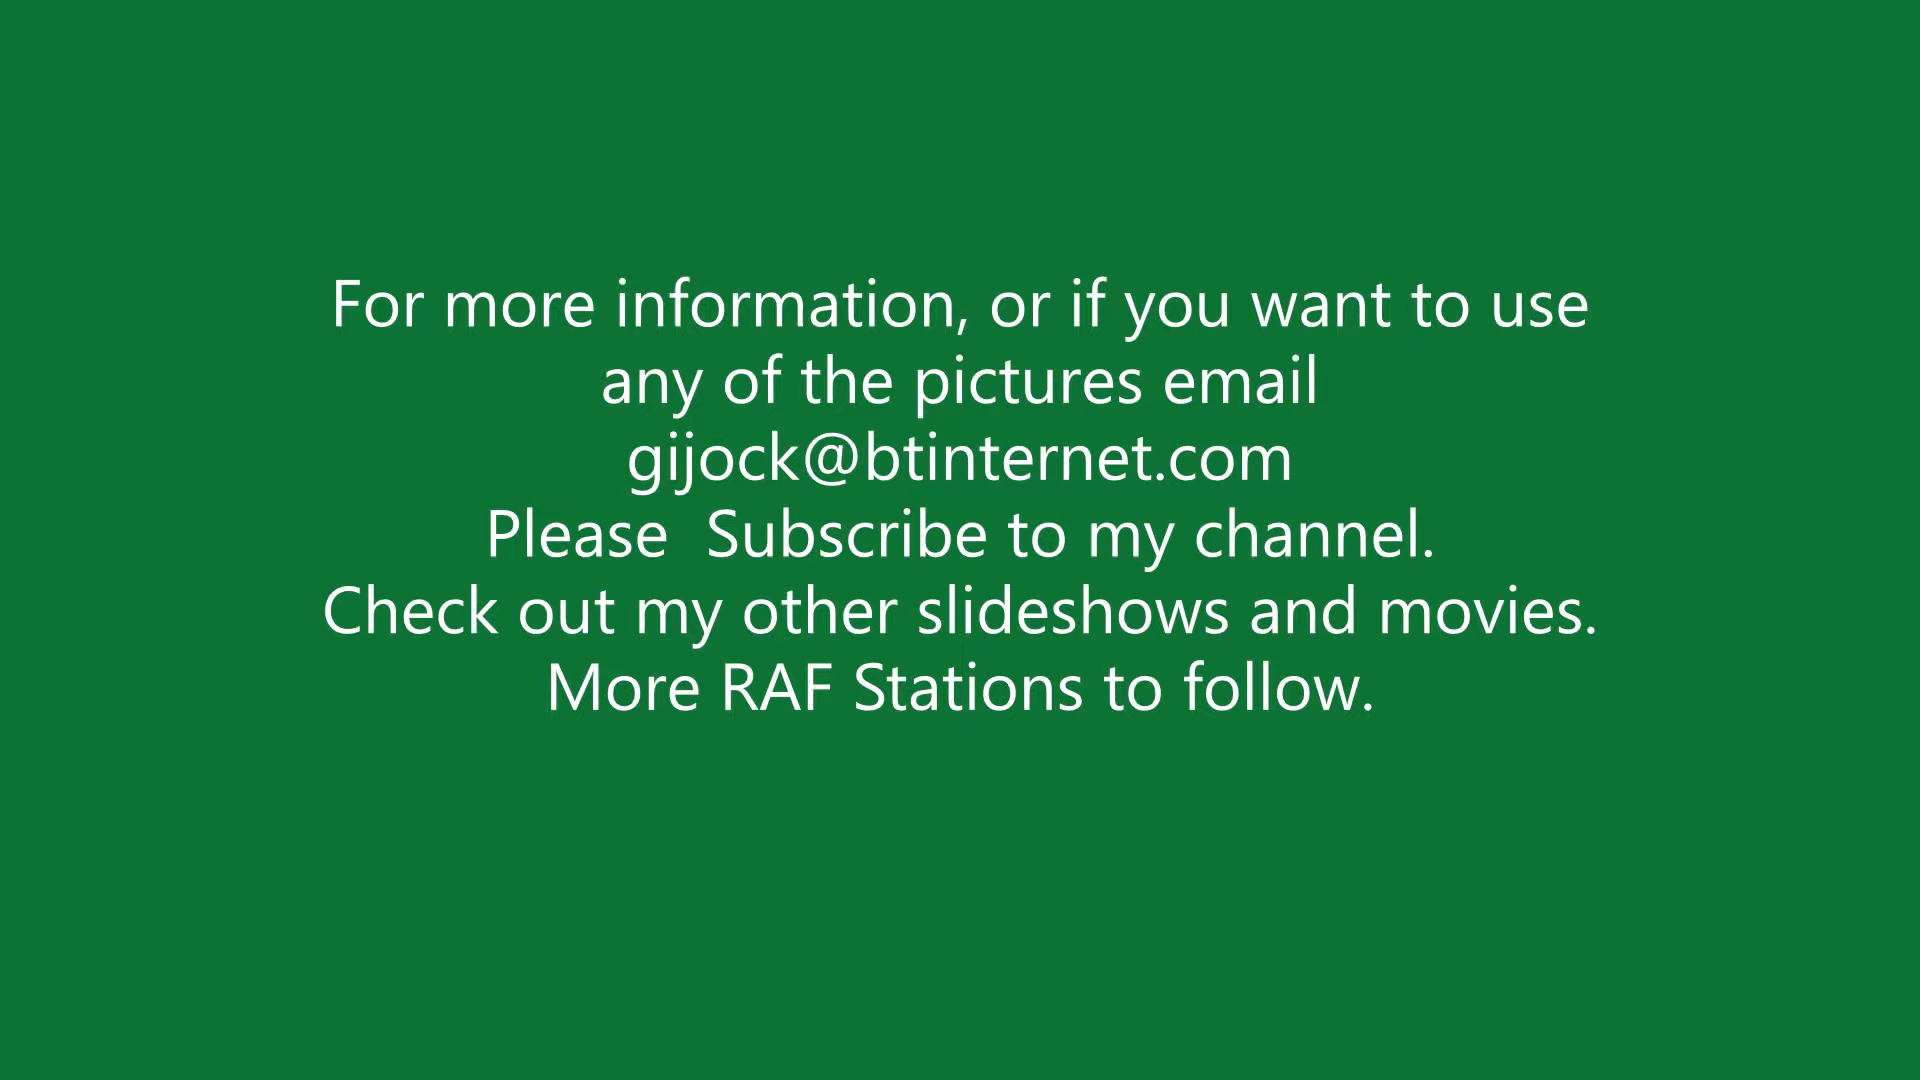 For more information, or if you want to use
any of the pictures email
gijock@btinternet.com
Please  Subscribe to my channel.
Check out my other slideshows and movies.
More RAF Stations to follow.